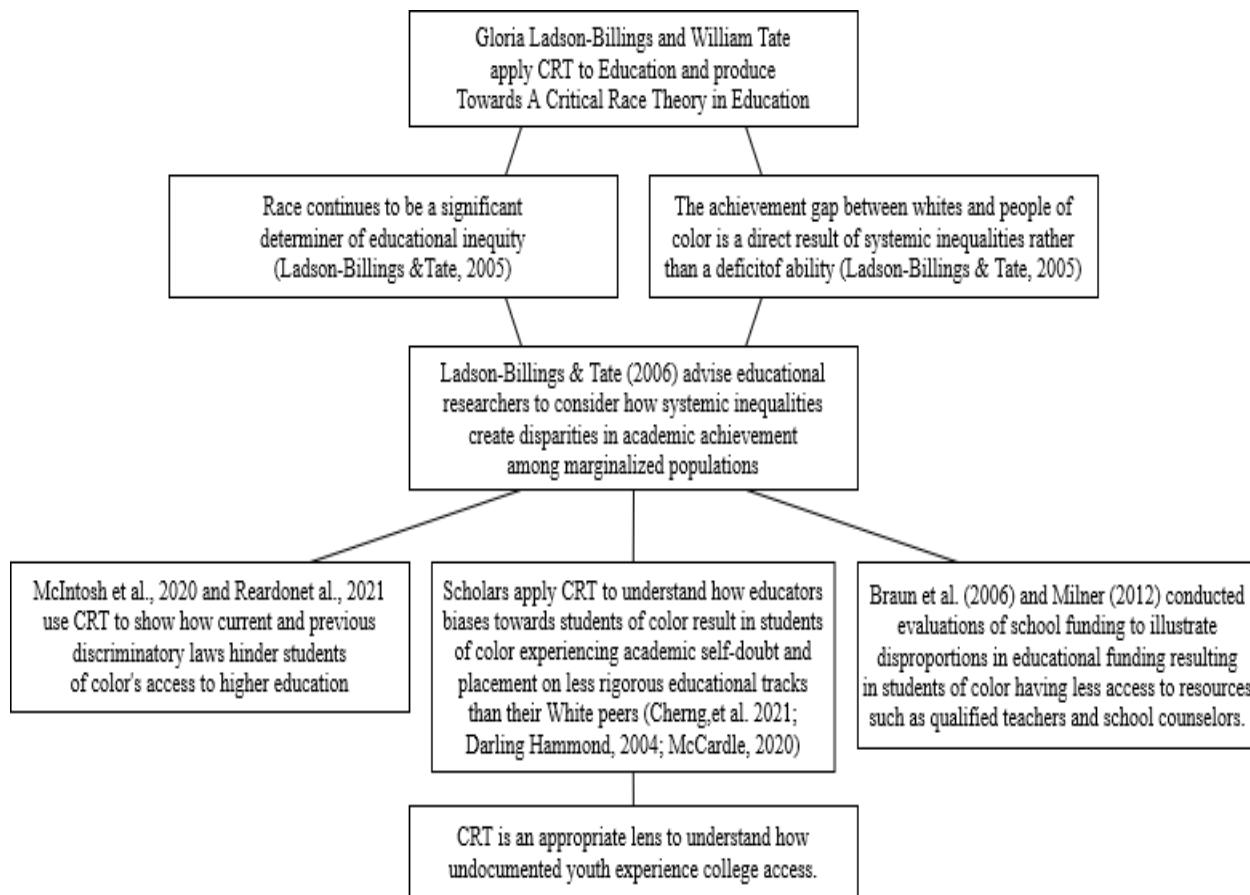 Gloria Ladson-Billings and William Tate
apply CRT to Education and produce
Towards A Critical Race Theory in Education
Race continues to be a significant
determiner of educational inequity
(Ladson-Billings &Tate, 2005)
The achievement gap between whites and people of
color is a direct result of systemic inequalities rather
than a deficitof ability (Ladson-Billings & Tate, 2005)
Ladson-Billings & Tate (2006) advise educational
researchers to consider how systemic inequalities
create disparities in academic achievement
among marginalized populations
McIntosh et al., 2020 and Reardonet al., 2021
use CRT to show how current and previous
discriminatory laws hinder students
of color's access to higher education
Scholars apply CRT to understand how educators
biases towards students of color result in students
of color experiencing academic self-doubt and
placement on less rigorous educational tracks
than their White peers (Cherng,et al. 2021;
Darling Hammond, 2004; McCardle, 2020)
Braun et al. (2006) and Milner (2012) conducted
evaluations of school funding to illustrate
disproportions in educational funding resulting
in students of color having less access to resources
such as qualified teachers and school counselors.
CRT is an appropriate lens to understand how
undocumented youth experience college access.